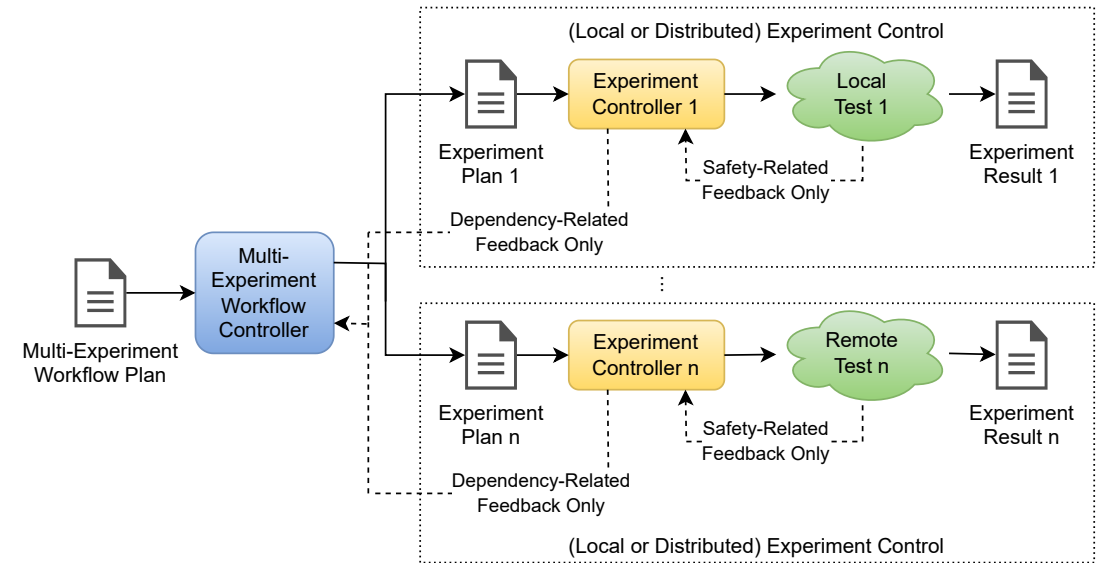 (Local or Distributed) Experiment Control
Experiment
Controller 1
Local
Test 1
Experiment
Plan 1
Experiment
Result 1
Safety-Related
Feedback Only
Dependency-Related
Feedback Only
Multi-
Experiment
Workflow
Controller
Multi-Experiment
Workflow Plan
⋮
Experiment
Controller n
Remote
Test n
Experiment
Plan n
Experiment
Result n
Safety-Related
Feedback Only
Dependency-Related
Feedback Only
(Local or Distributed) Experiment Control